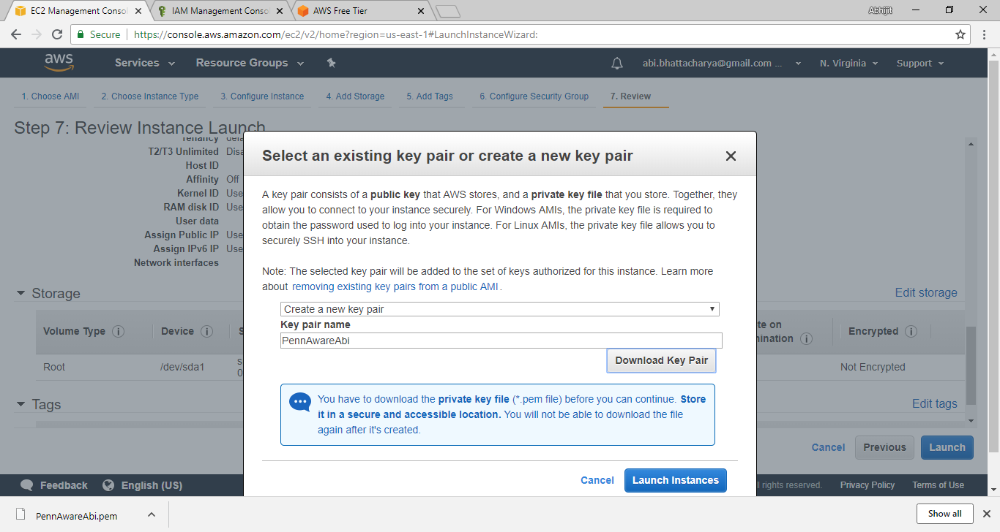 EC2 Management Conso
IAM Management Conso
AWS Free Tier
Abhijit
Secure
https://console.aws.amazon.com/ec2/v2/home?region=us-east-1#LaunchInstanceWizard:
aws
Services
Resource Groups
abi.bhattacharya@gmail.com ...
N. Virginia
Support
1. Choose AMI
2. Choose Instance Type
3. Configure Instance
4. Add Storage
5. Add Tags
6. Configure Security Group
7. Review
Step 7: Review Instance Launch
Tenancy
T2/T3 Unlimited Disa
Host ID
Affinity Off
Kernel ID Use
RAM disk ID Use
User data
Assign Public IP Use
Assign IPv6 IP Use
Network interfaces
Storage
Edit storage
Volume Type
Device
S
te on
mination
Encrypted
Root
/dev/sda1
s
0
Not Encrypted
Tags
Edit tags
Select an existing key pair or create a new key pair
A key pair consists of a public key that AWS stores, and a private key file that you store. Together, they
allow you to connect to your instance securely. For Windows AMIs, the private key file is required to
obtain the password used to log into your instance. For Linux AMIs, the private key file allows you to
securely SSH into your instance.
Note: The selected key pair will be added to the set of keys authorized for this instance. Learn more
about removing existing key pairs from a public AMI.
Create a new key pair
Key pair name
PennAwareAbi
Download Key Pair
You have to download the private key file (*.pem file) before you can continue. Store
it in a secure and accessible location. You will not be able to download the file
again after it's created.
Cancel
Launch Instances
Cancel
Previous
Launch
Feedback
English (US)
l rights reserved.
Privacy Policy
Terms of Use
PennAwareAbi.pem
Show all